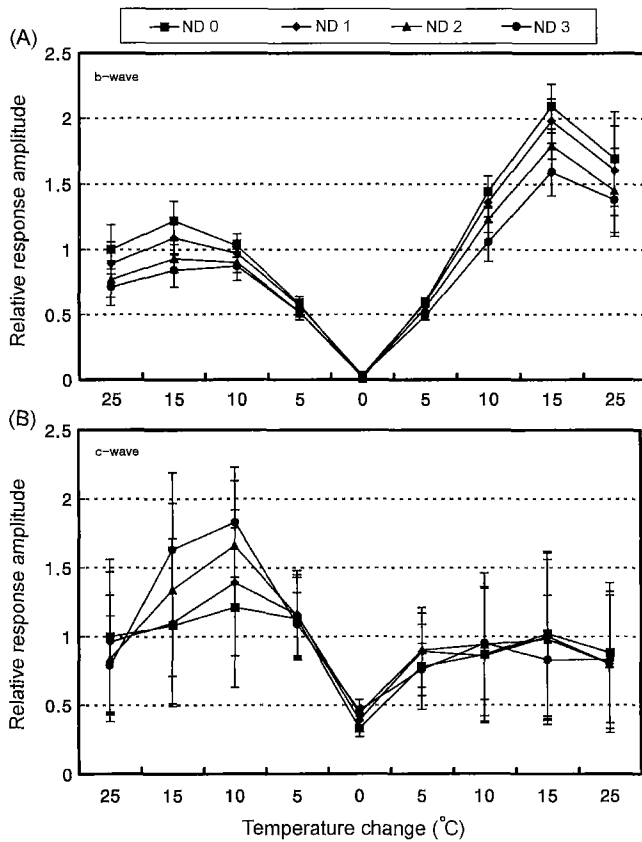 ND 0 ND 1 ND 2 ND 3
(A)
b-wave
Relative response amplitude
2.5
2
1.5
1
0.5
0
25 15 10 5 0 5 10 15 25
(B)
c-wave
Relative response amplitude
2.5
2
1.5
1
0.5
0
25 15 10 5 0 5 10 15 25
Temperature change (°C)